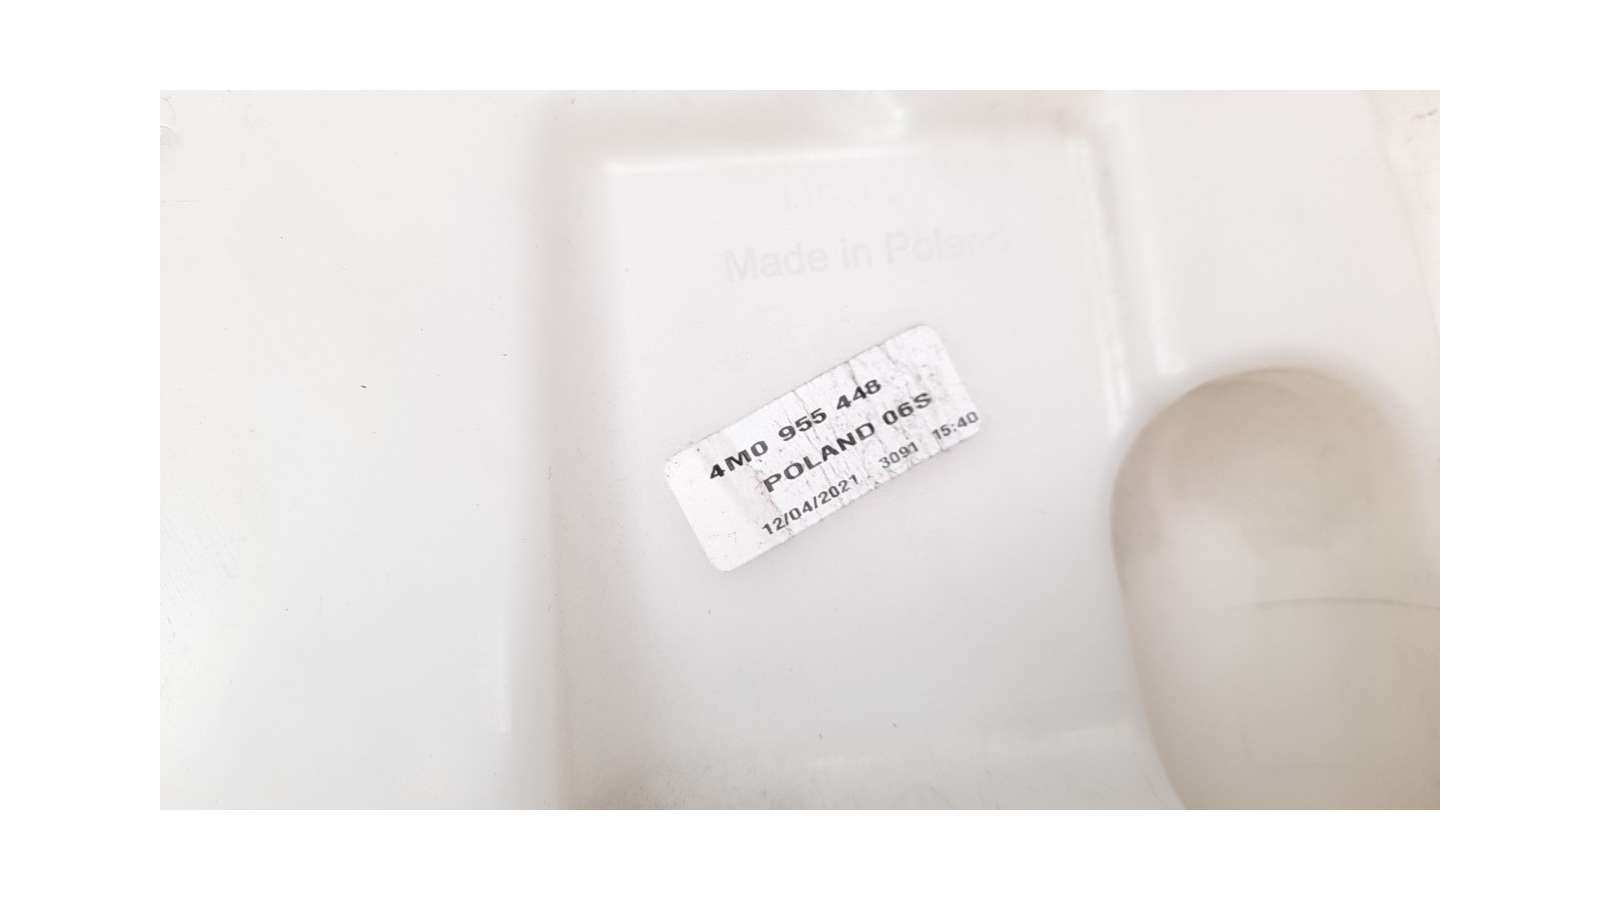 Made in Poland
4M0 955 448
POLAND 06S
12/04/2021 3091 15:40